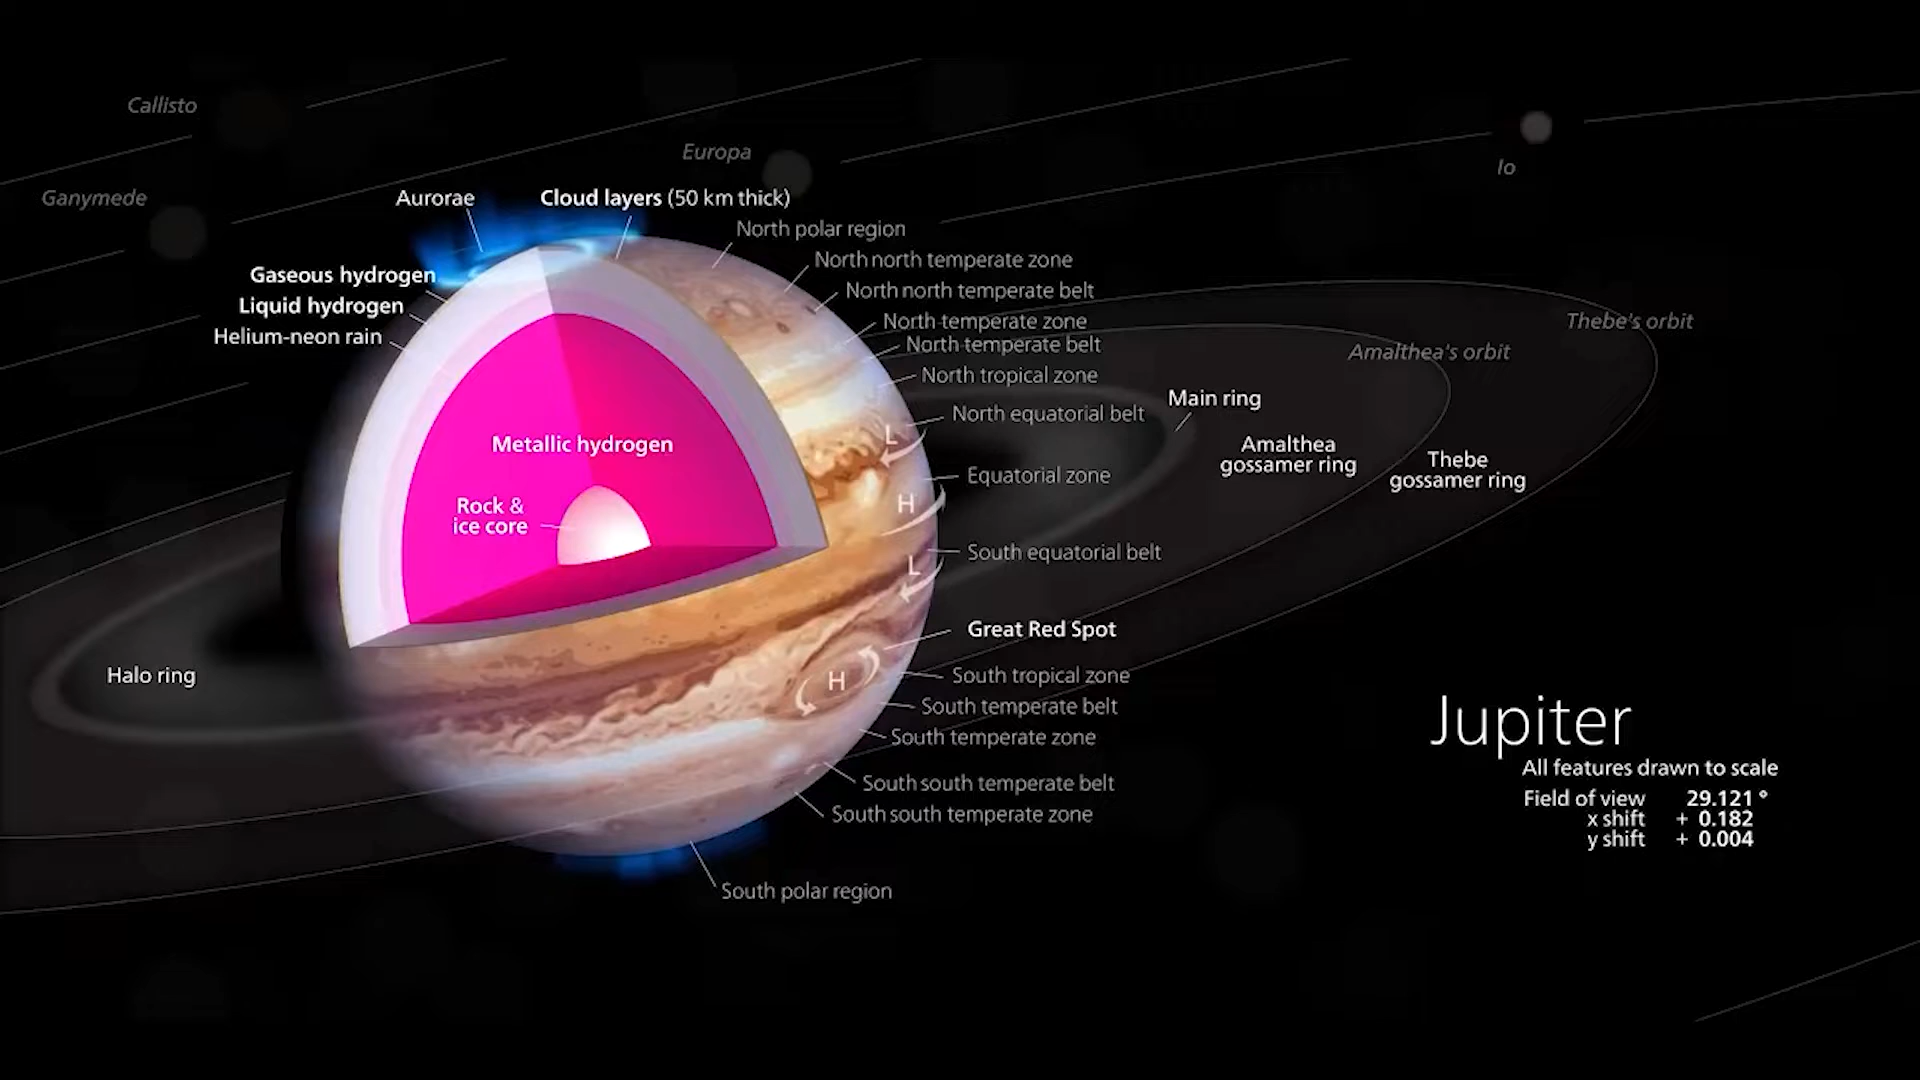 Callisto
Europa
Io
Ganymede
Aurorae
Cloud layers (50 km thick)
North polar region
North north temperate zone
Gaseous hydrogen
North north temperate belt
Liquid hydrogen
North temperate zone
Thebe's orbit
Helium-neon rain
North temperate belt
Amalthea's orbit
North tropical zone
Main ring
North equatorial belt
L
Metallic hydrogen
Amalthea
gossamer ring
Thebe
gossamer ring
Equatorial zone
H
Rock &
ice core
South equatorial belt
L
Great Red Spot
Halo ring
South tropical zone
H
South temperate belt
South temperate zone
Jupiter
All features drawn to scale
South south temperate belt
Field of view 29.121 °
South south temperate zone
x shift + 0.182
y shift + 0.004
South polar region